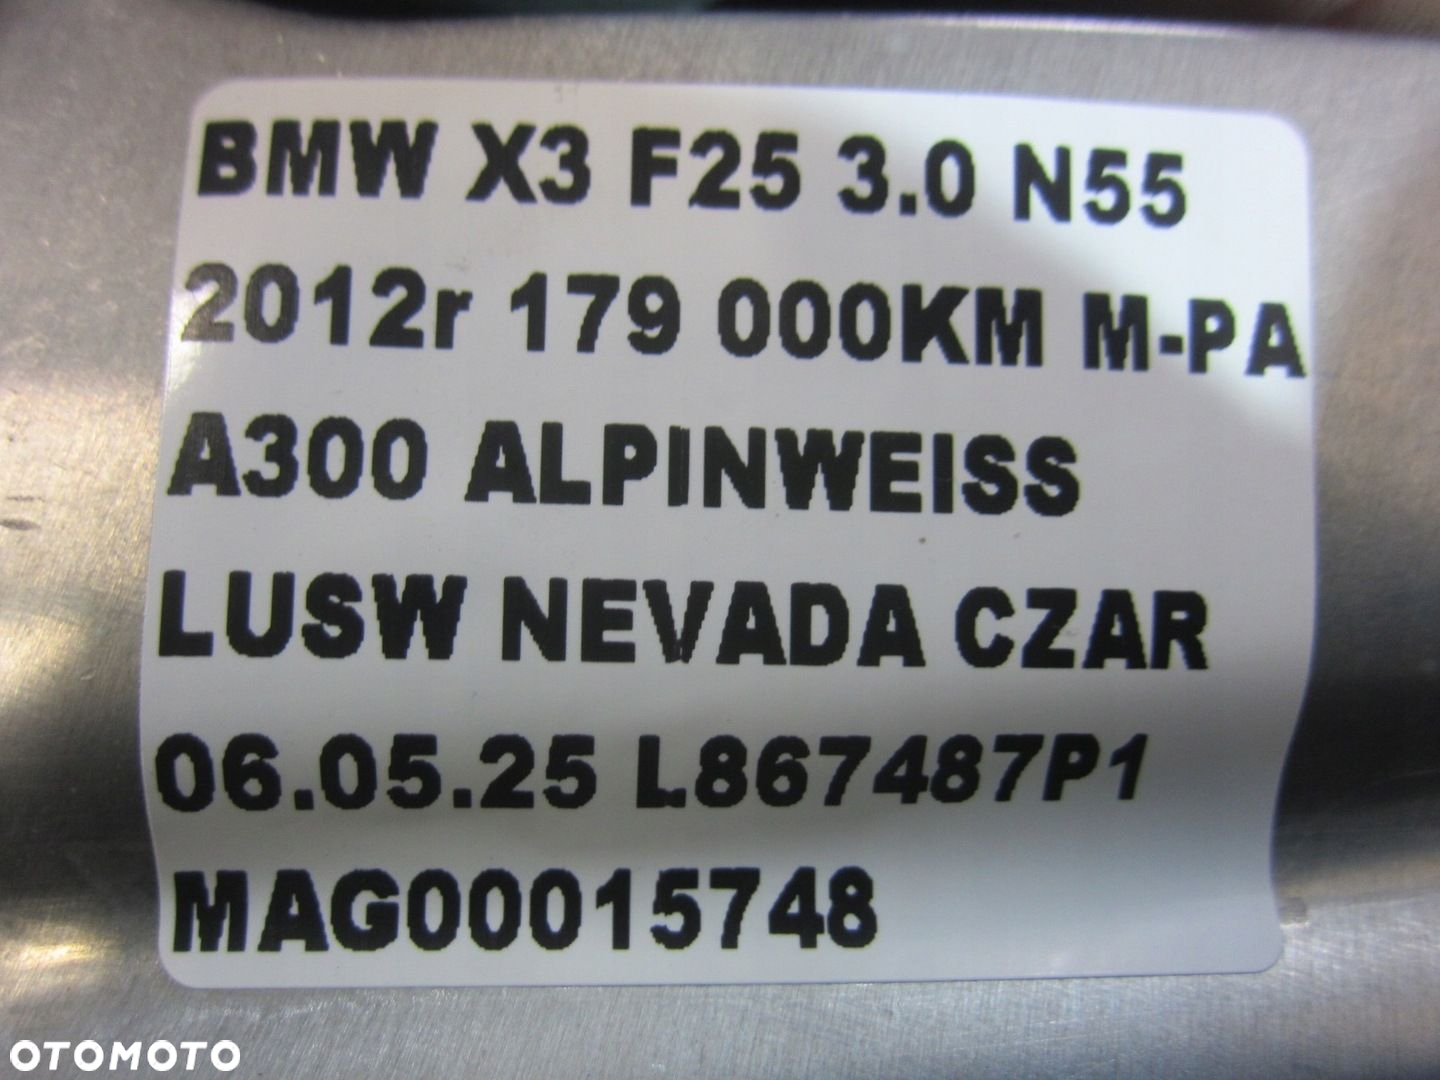 BMW X3 F25 3.0 N55
2012r 179 000KM M-PA
A300 ALPINWEISS
LUSW NEVADA CZAR
06.05.25 L867487P1
MAG00015748
OTOMOTO